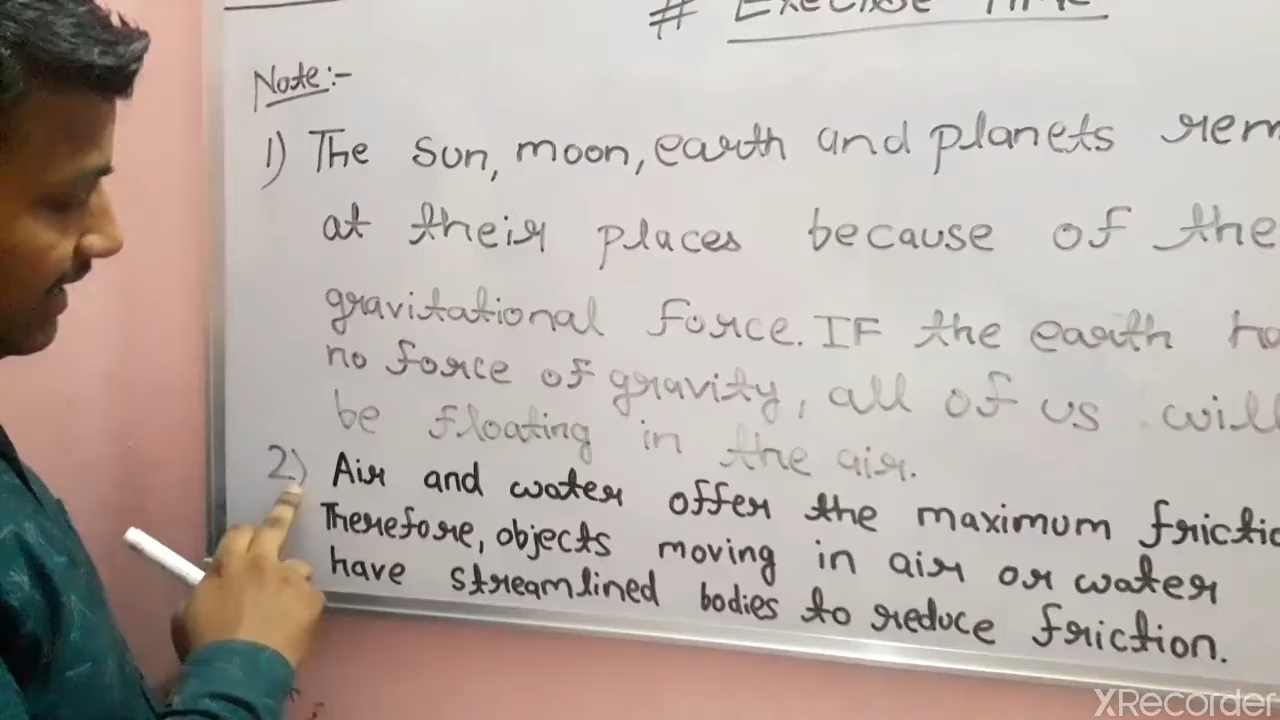 # EXERCISE TIME
Note:-
1) The sun, moon, earth and planets rem
at their places because of the
gravitational force. IF the earth ha
no force of gravity, all of us will
be floating in the air.
2) Air and water offer the maximum frictio
Therefore, objects moving in air or water
have streamlined bodies to reduce friction.
XRecorder